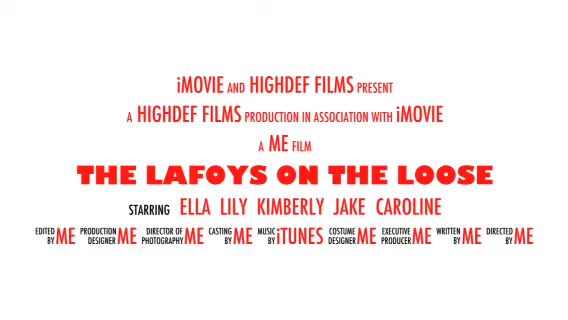 iMOVIE AND HIGHDEF FILMS PRESENT
A HIGHDEF FILMS PRODUCTION IN ASSOCIATION WITH iMOVIE
A ME FILM
THE LAFOYS ON THE LOOSE
STARRING ELLA LILY KIMBERLY JAKE CAROLINE
EDITED BY ME PRODUCTION DESIGNER ME DIRECTOR OF PHOTOGRAPHY ME CASTING BY ME MUSIC BY iTUNES COSTUME DESIGNER ME EXECUTIVE PRODUCER ME WRITTEN BY ME DIRECTED BY ME